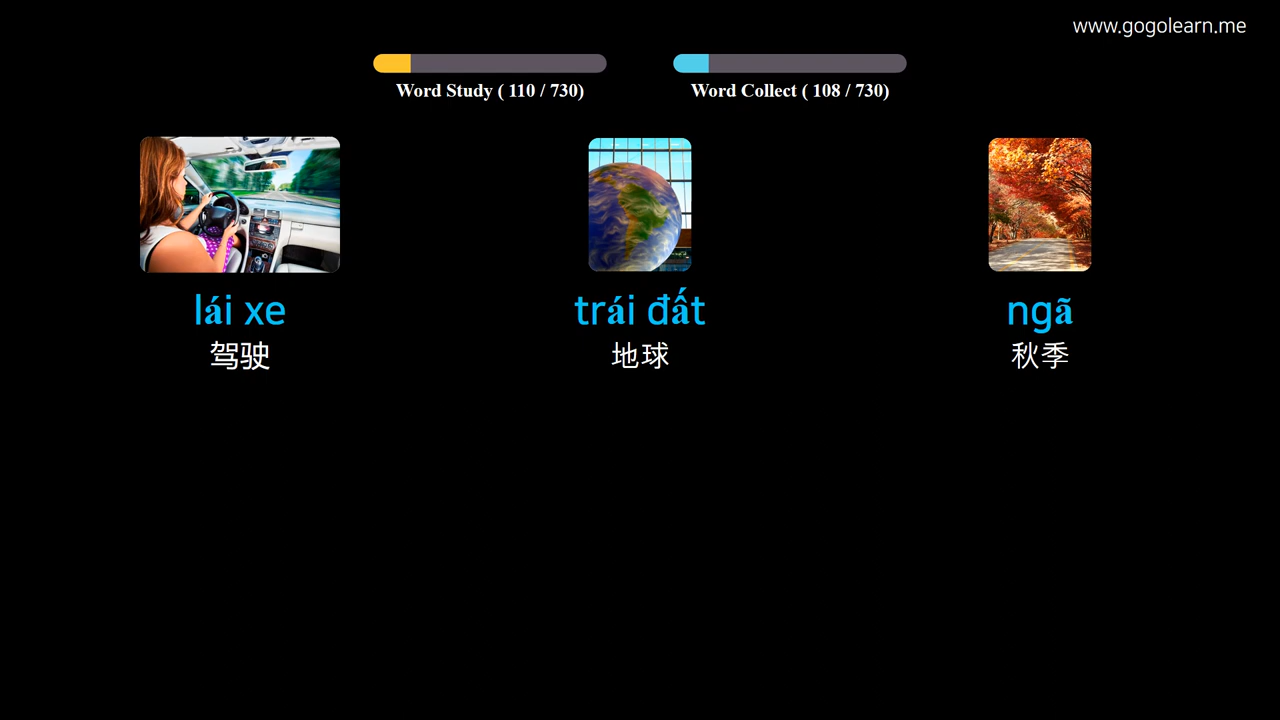 www.gogolearn.me
Word Study ( 110 / 730)
Word Collect ( 108 / 730)
lái xe
trái đất
ngã
驾驶
地球
秋季